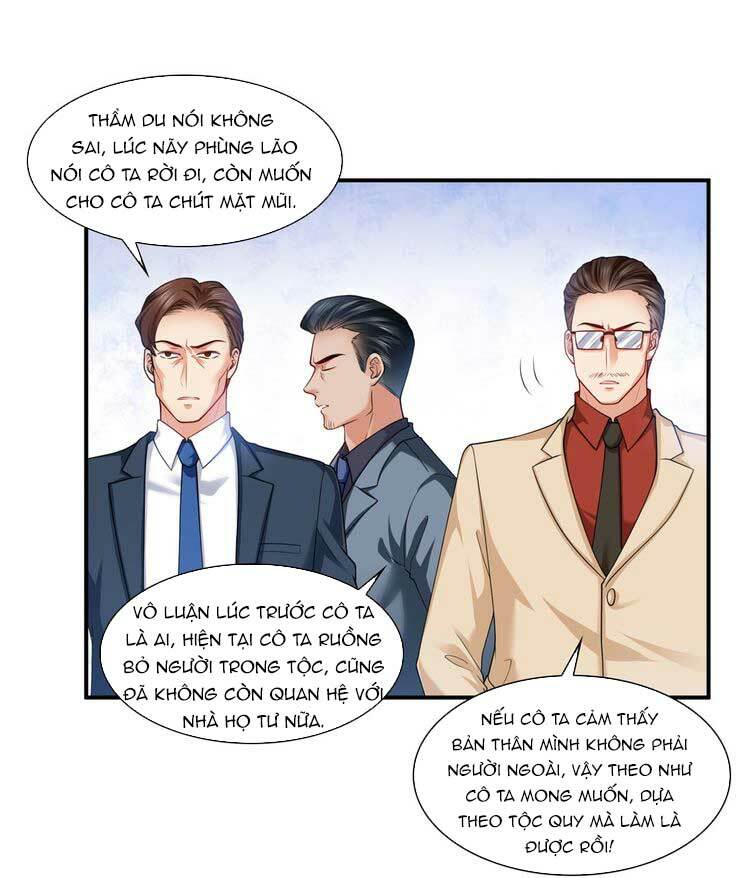 THẨM DU NÓI KHÔNG
SAI, LÚC NÃY PHÙNG LÃO
NÓI CÔ TA RỜI ĐI, CÒN MUỐN
CHO CÔ TA CHÚT MẶT MŨI.
VÔ LUẬN LÚC TRƯỚC CÔ TA
LÀ AI, HIỆN TẠI CÔ TA RUỒNG
BỎ NGƯỜI TRONG TỘC, CŨNG
ĐÃ KHÔNG CÒN QUAN HỆ VỚI
NHÀ HỌ TƯ NỮA.
NẾU CÔ TA CẢM THẤY
BẢN THÂN MÌNH KHÔNG PHẢI
NGƯỜI NGOÀI, VẬY THEO NHƯ
CÔ TA MONG MUỐN, DỰA
THEO TỘC QUY MÀ LÀM LÀ
ĐƯỢC RỒI!